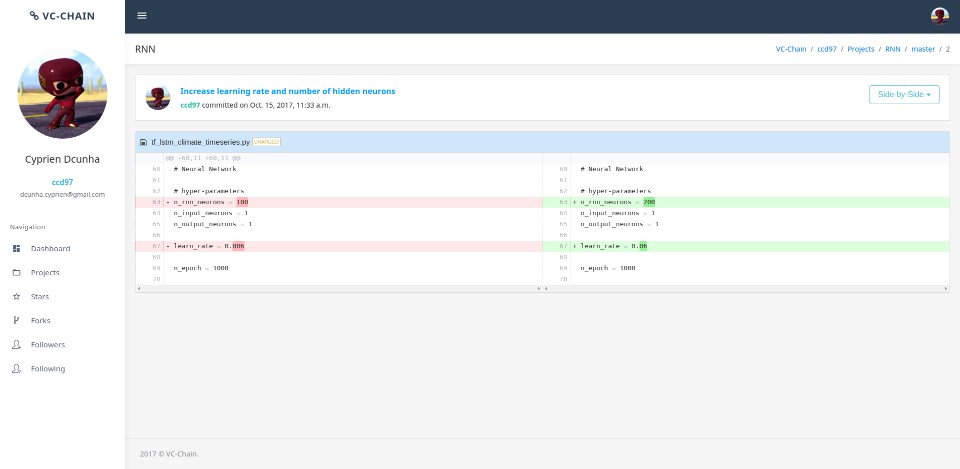 VC-CHAIN
Cyprien Dcunha
ccd97
dcunha.cyprien@gmail.com
Navigation
Dashboard
Projects
Stars
Forks
Followers
Following
RNN
VC-Chain / ccd97 / Projects / RNN / master / 2
Increase learning rate and number of hidden neurons
ccd97 committed on Oct. 15, 2017, 11:33 a.m.
Side-by-Side
tf_lstm_climate_timeseries.py CHANGED
@@ -60,11 +60,11 @@
60 # Neural Network 60 # Neural Network
61 61
62 # hyper-parameters 62 # hyper-parameters
63 - n_rnn_neurons = 100 63 + n_rnn_neurons = 200
64 n_input_neurons = 1 64 n_input_neurons = 1
65 n_output_neurons = 1 65 n_output_neurons = 1
66 66
67 - learn_rate = 0.006 67 + learn_rate = 0.06
68 68
69 n_epoch = 1000 69 n_epoch = 1000
70 70
2017 © VC-Chain.